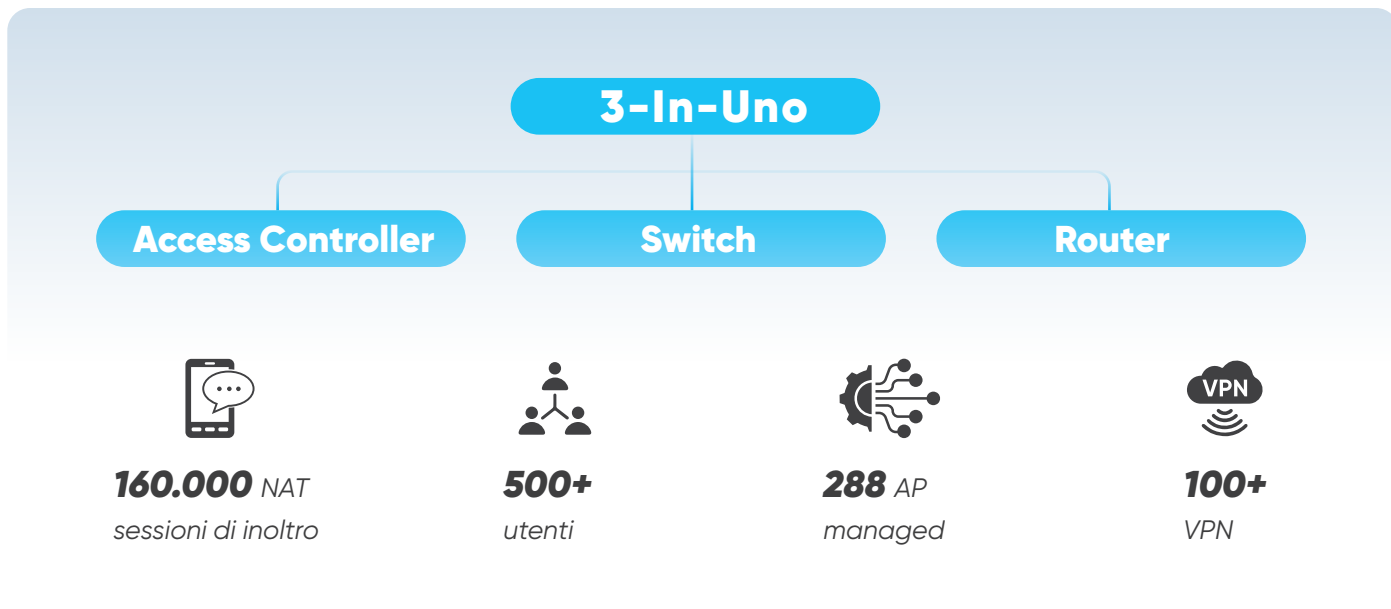 3-In-Uno
Access Controller
Switch
Router
VPN
160.000 NAT
sessioni di inoltro
500+
utenti
288 AP
managed
100+
VPN